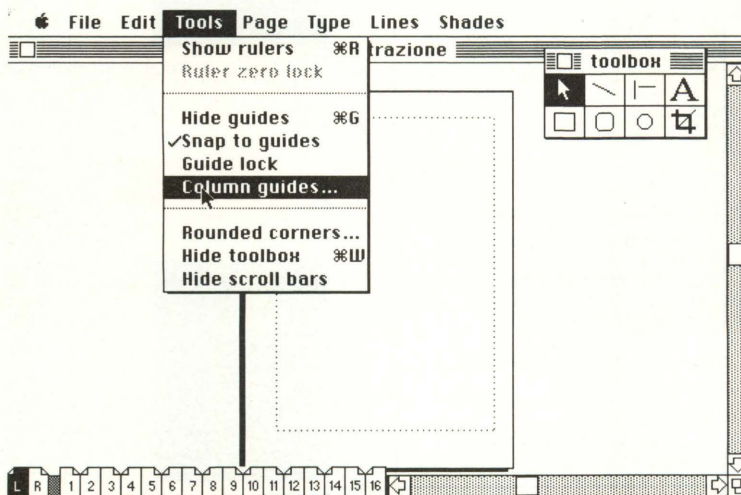 File Edit Tools Page Type Lines Shades
trazione
toolbox
A
Show rulers ⌘R
Ruler zero lock
Hide guides ⌘G
✓Snap to guides
Guide lock
Column guides...
Rounded corners...
Hide toolbox ⌘W
Hide scroll bars
L R 1 2 3 4 5 6 7 8 9 10 11 12 13 14 15 16